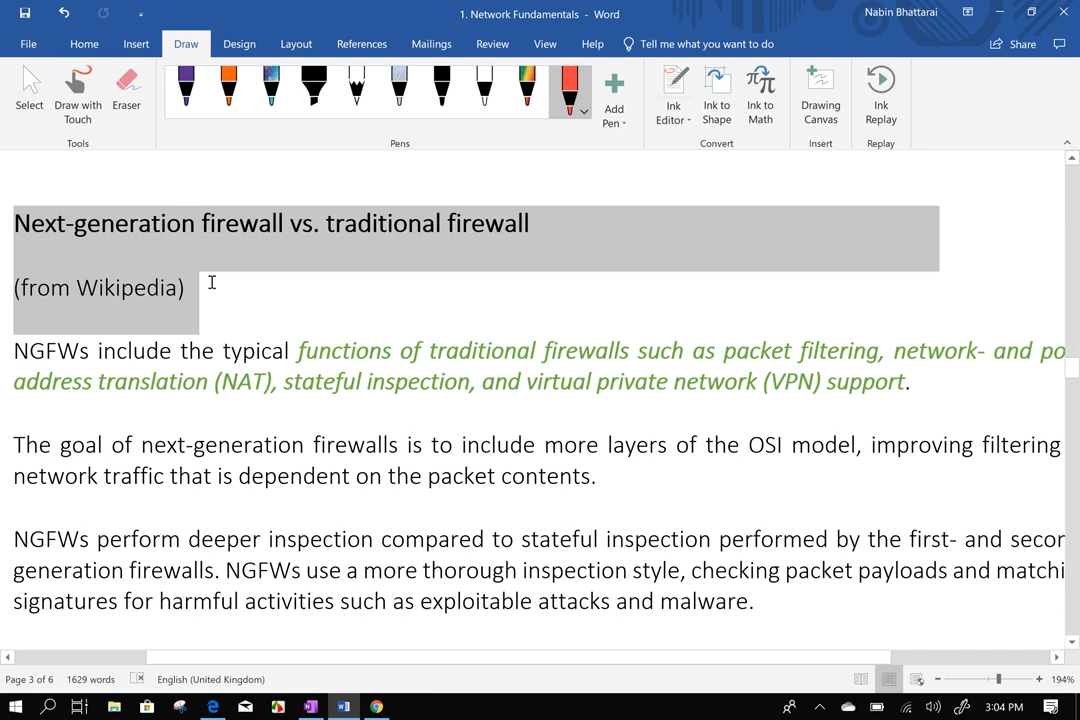 1. Network Fundamentals - Word
Nabin Bhattarai
File Home Insert Draw Design Layout References Mailings Review View Help Tell me what you want to do Share
Select
Draw with Touch
Eraser
Add Pen
Ink Editor
Ink to Shape
Ink to Math
Drawing Canvas
Ink Replay
Tools Pens Convert Insert Replay
Next-generation firewall vs. traditional firewall
(from Wikipedia)
NGFWs include the typical functions of traditional firewalls such as packet filtering, network- and po
address translation (NAT), stateful inspection, and virtual private network (VPN) support.
The goal of next-generation firewalls is to include more layers of the OSI model, improving filtering
network traffic that is dependent on the packet contents.
NGFWs perform deeper inspection compared to stateful inspection performed by the first- and secor
generation firewalls. NGFWs use a more thorough inspection style, checking packet payloads and matchi
signatures for harmful activities such as exploitable attacks and malware.
Page 3 of 6 1629 words English (United Kingdom) 194%
3:04 PM